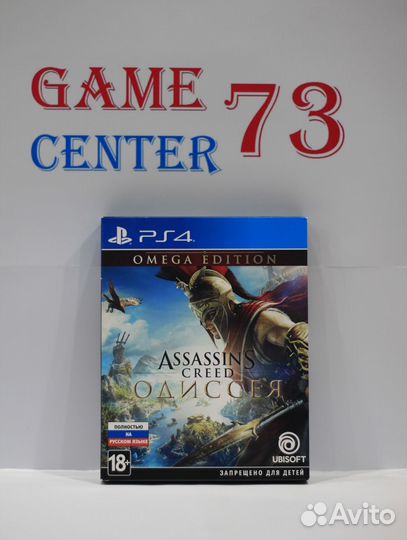 GAME 73
CENTER
PS4
OMEGA EDITION
ASSASSIN'S
CREED
ОДИССЕЯ
ПОЛНОСТЬЮ
НА
РУССКОМ ЯЗЫКЕ
18+
UBISOFT
ЗАПРЕЩЕНО ДЛЯ ДЕТЕЙ
Avito